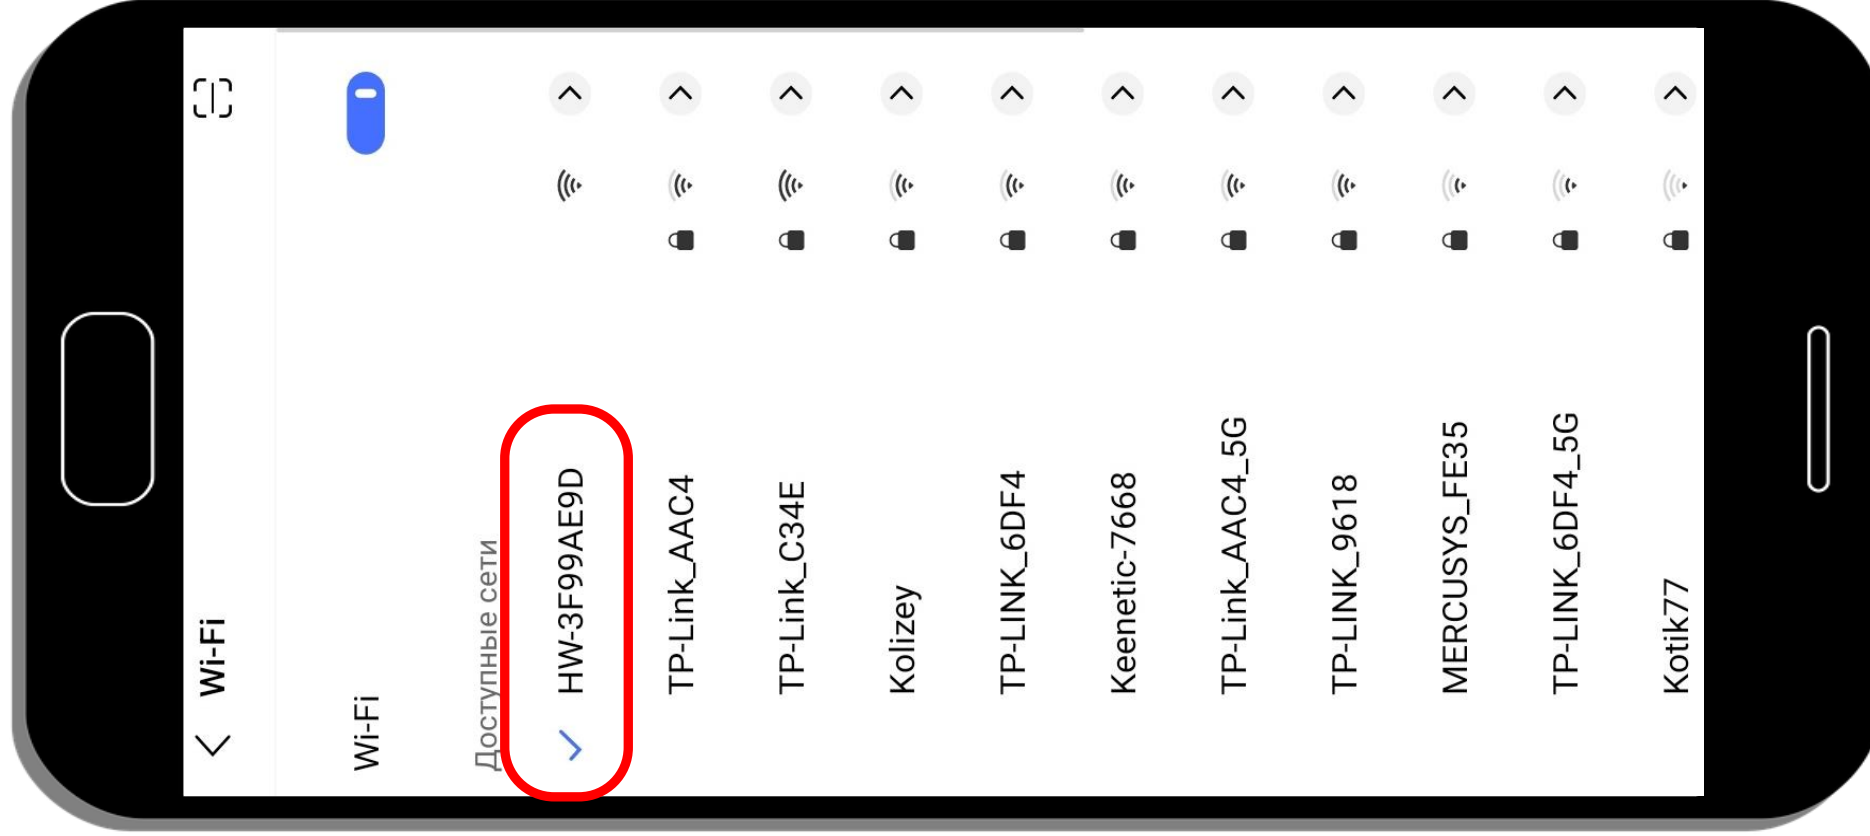 Wi-Fi
Wi-Fi
Доступные сети
HW-3F99AE9D
TP-Link_AAC4
TP-Link_C34E
Kolizey
TP-LINK_6DF4
Keenetic-7668
TP-Link_AAC4_5G
TP-LINK_9618
MERCUSYS_FE35
TP-LINK_6DF4_5G
Kotik77